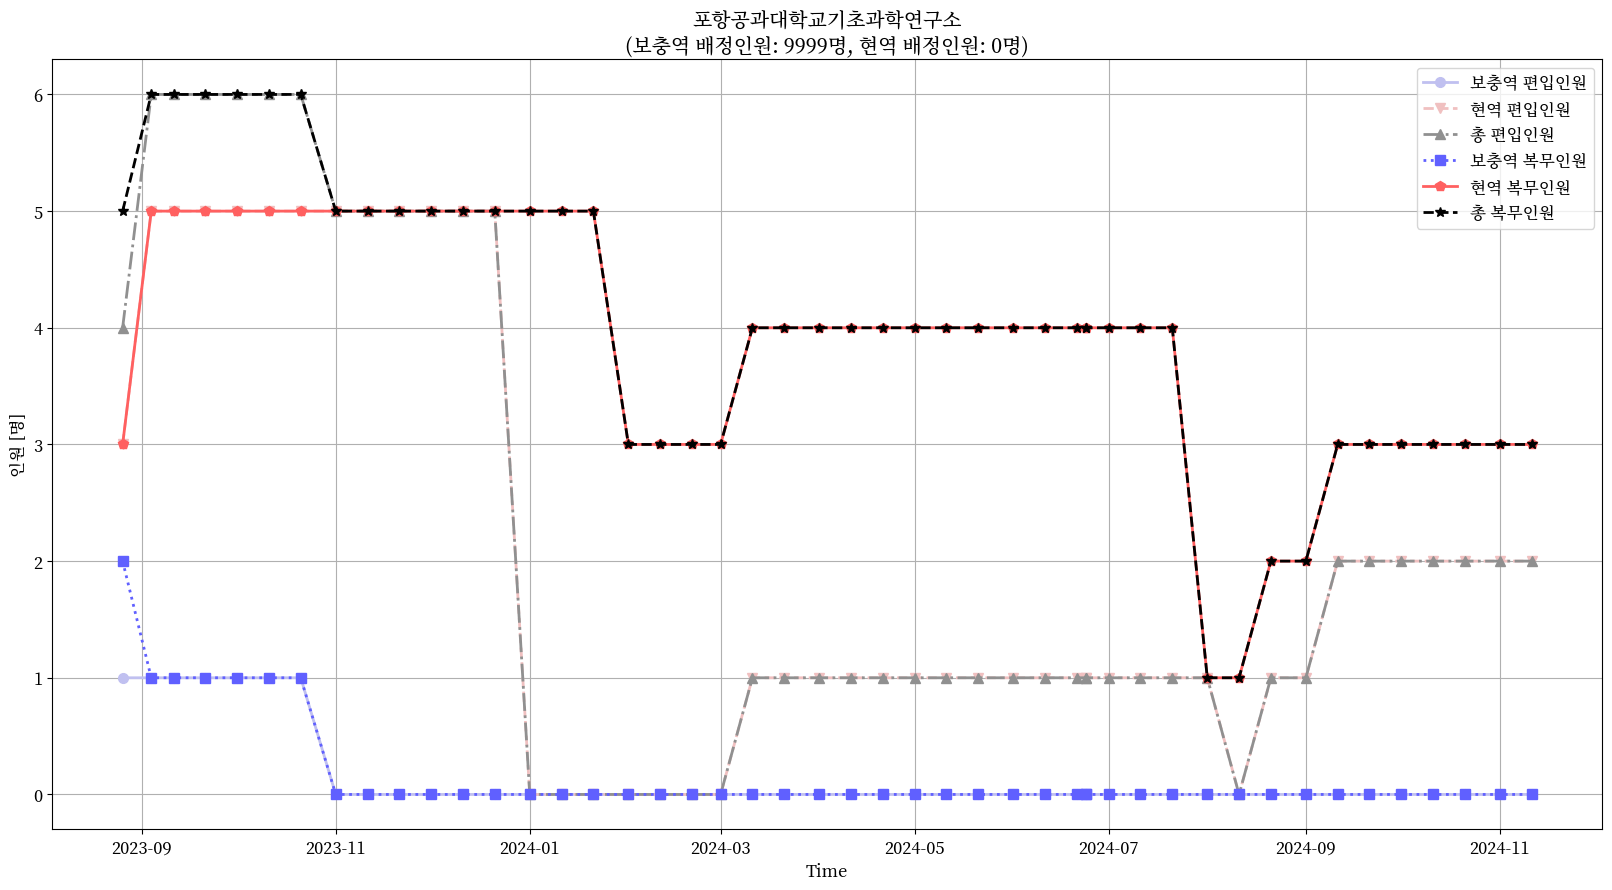 포항공과대학교기초과학연구소
(보충역 배정인원: 9999명, 현역 배정인원: 0명)
보충역 편입인원
현역 편입인원
총 편입인원
보충역 복무인원
현역 복무인원
총 복무인원
인원 [명]
6
5
4
3
2
1
0
2023-09
2023-11
2024-01
2024-03
2024-05
2024-07
2024-09
2024-11
Time